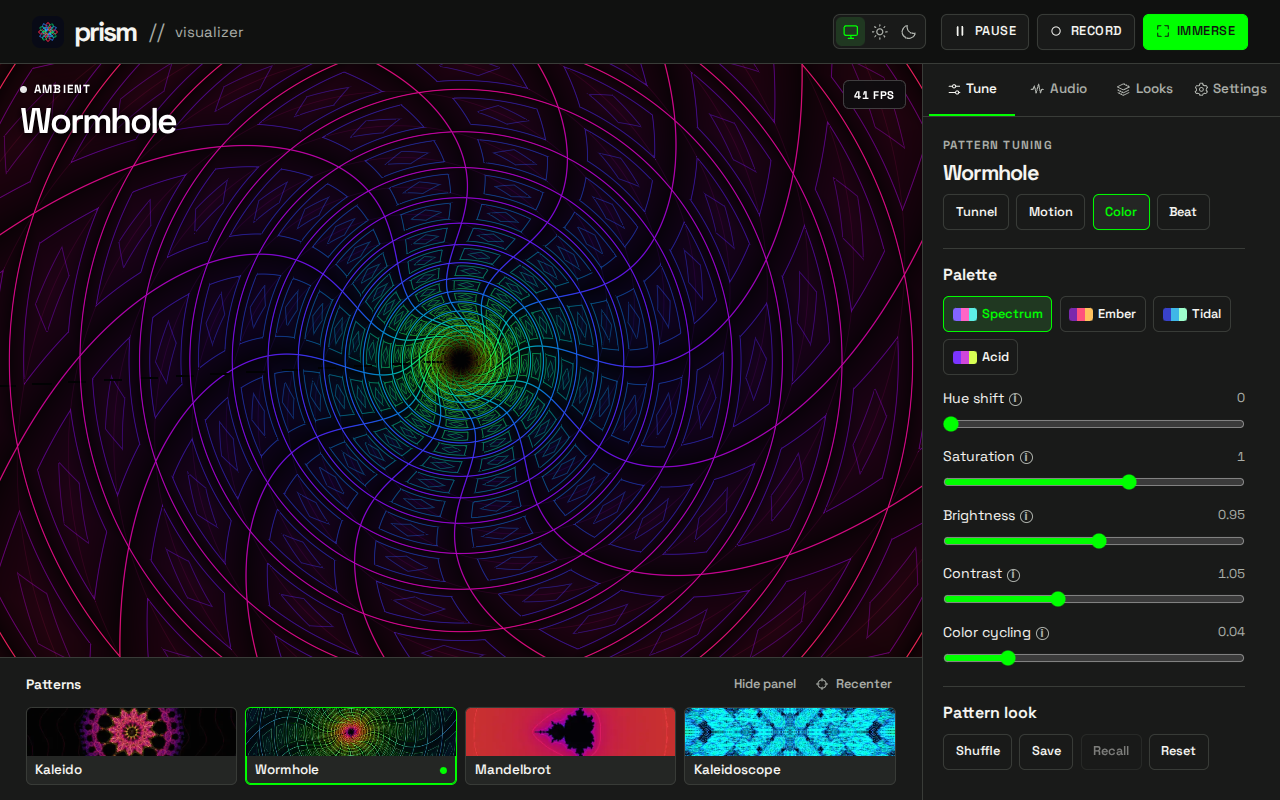 prism // visualizer
PAUSE
RECORD
IMMERSE
AMBIENT
Wormhole
41 FPS
Tune
Audio
Looks
Settings
PATTERN TUNING
Wormhole
Tunnel
Motion
Color
Beat
Palette
Spectrum
Ember
Tidal
Acid
Hue shift 0
Saturation 1
Brightness 0.95
Contrast 1.05
Color cycling 0.04
Pattern look
Shuffle
Save
Recall
Reset
Patterns
Hide panel
Recenter
Kaleido
Wormhole
Mandelbrot
Kaleidoscope